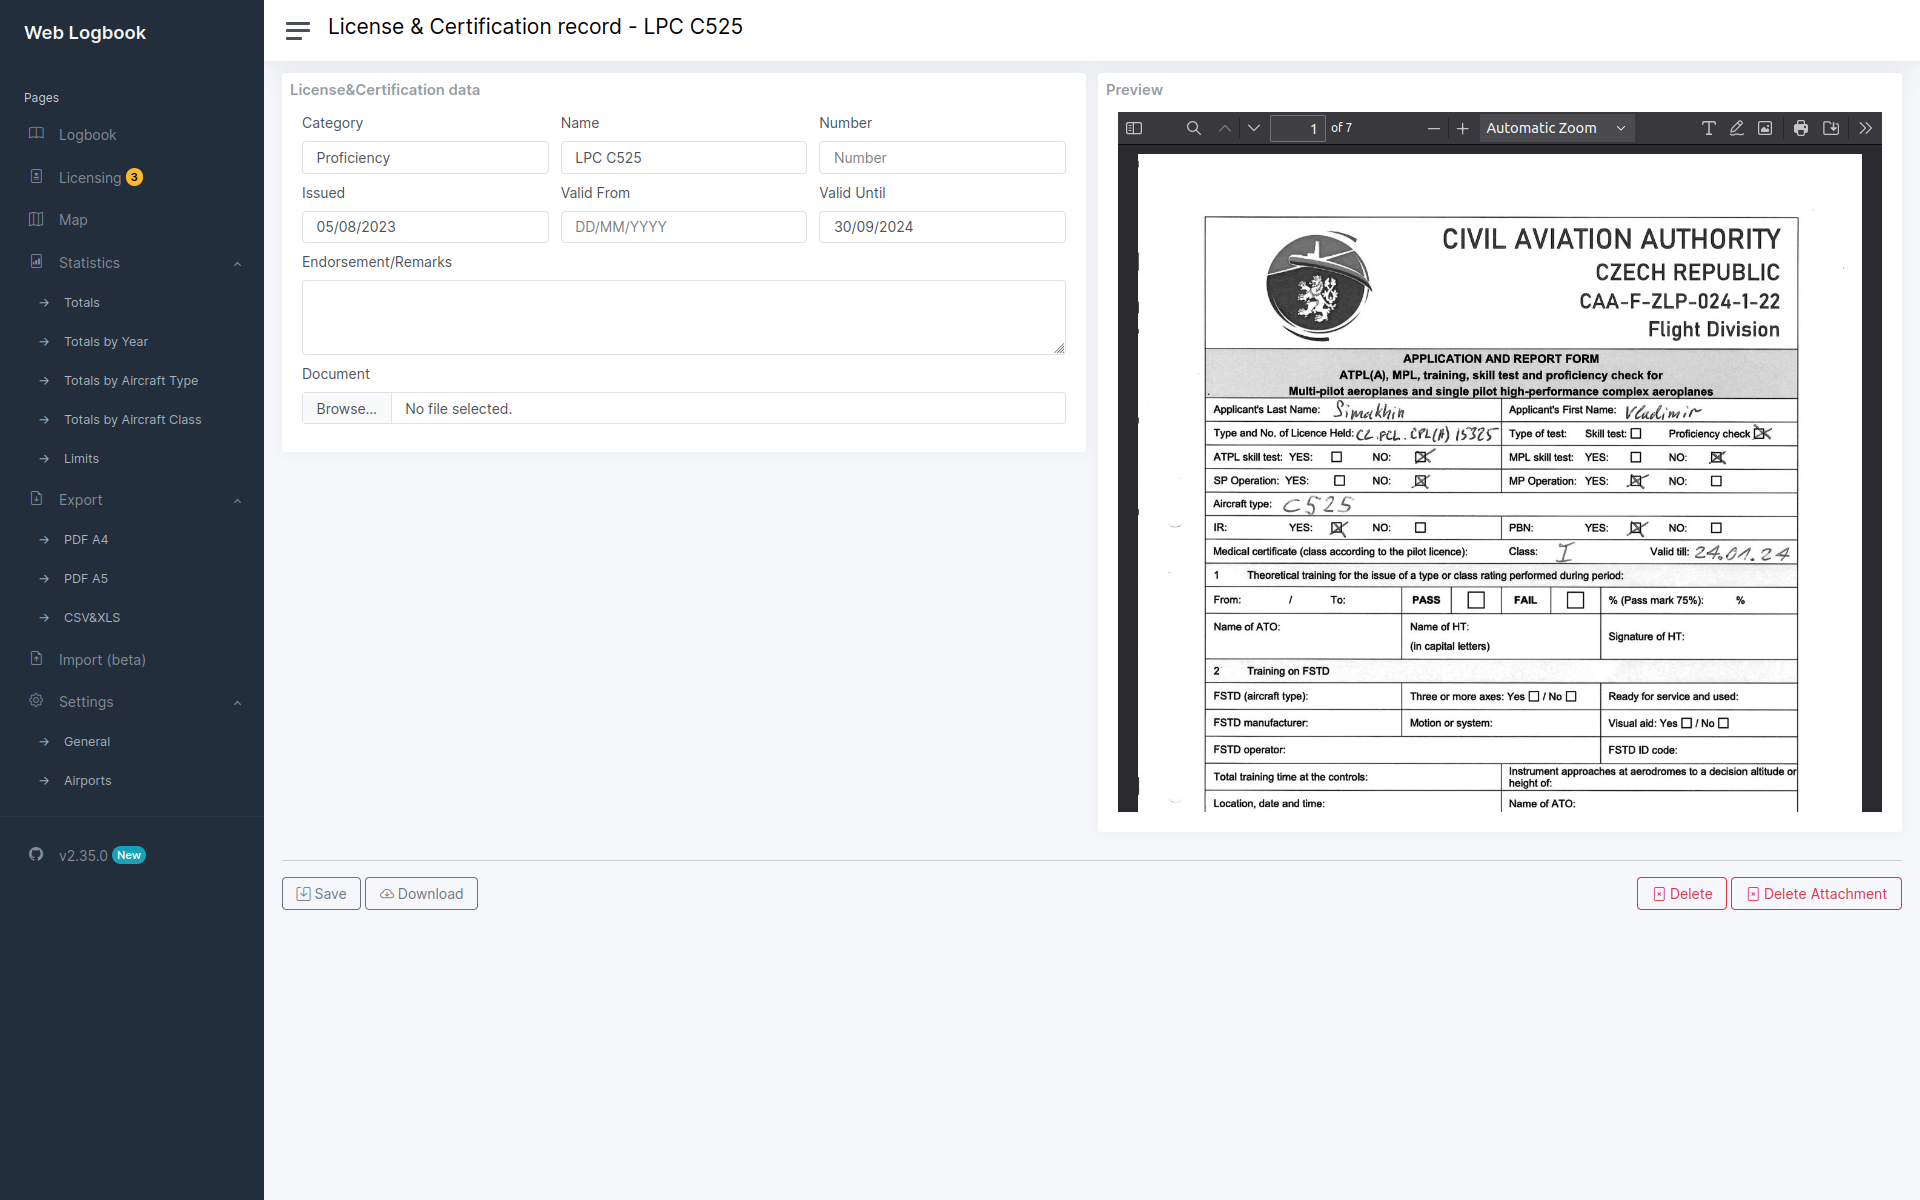 Web Logbook
Pages
Logbook
Licensing 3
Map
Statistics
Totals
Totals by Year
Totals by Aircraft Type
Totals by Aircraft Class
Limits
Export
PDF A4
PDF A5
CSV&XLS
Import (beta)
Settings
General
Airports
v2.35.0 New
License & Certification record - LPC C525
License&Certification data
Category Name Number
Proficiency LPC C525 Number
Issued Valid From Valid Until
05/08/2023 DD/MM/YYYY 30/09/2024
Endorsement/Remarks
Document
Browse... No file selected.
Save Download
Preview
1 of 7 Automatic Zoom
CIVIL AVIATION AUTHORITY
CZECH REPUBLIC
CAA-F-ZLP-024-1-22
Flight Division
APPLICATION AND REPORT FORM
ATPL(A), MPL, training, skill test and proficiency check for
Multi-pilot aeroplanes and single pilot high-performance complex aeroplanes
Applicant's Last Name: Simakhin Applicant's First Name: Vladimir
Type and No. of Licence Held: CZ.FCL.CPL(A) 15325 Type of test: Skill test: Proficiency check
ATPL skill test: YES: NO: MPL skill test: YES: NO:
SP Operation: YES: NO: MP Operation: YES: NO:
Aircraft type: C525
IR: YES: NO: PBN: YES: NO:
Medical certificate (class according to the pilot licence): Class: I Valid till: 24.01.24
1 Theoretical training for the issue of a type or class rating performed during period:
From: / To: PASS FAIL % (Pass mark 75%): %
Name of ATO: Name of HT: (in capital letters) Signature of HT:
2 Training on FSTD
FSTD (aircraft type): Three or more axes: Yes / No Ready for service and used:
FSTD manufacturer: Motion or system: Visual aid: Yes / No
FSTD operator: FSTD ID code:
Total training time at the controls: Instrument approaches at aerodromes to a decision altitude or height of:
Location, date and time: Name of ATO:
Delete Delete Attachment